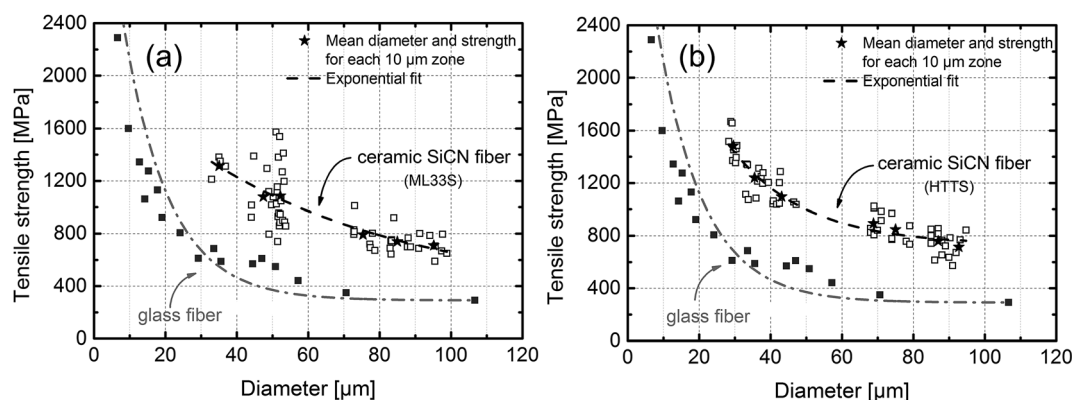 2400
2000
1600
1200
800
400
0
Tensile strength [MPa]
(a)
Mean diameter and strength
for each 10 µm zone
Exponential fit
ceramic SiCN fiber
(ML33S)
glass fiber
0 20 40 60 80 100 120
Diameter [µm]
2400
2000
1600
1200
800
400
0
Tensile strength [MPa]
(b)
Mean diameter and strength
for each 10 µm zone
Exponential fit
ceramic SiCN fiber
(HTTS)
glass fiber
0 20 40 60 80 100 120
Diameter [µm]